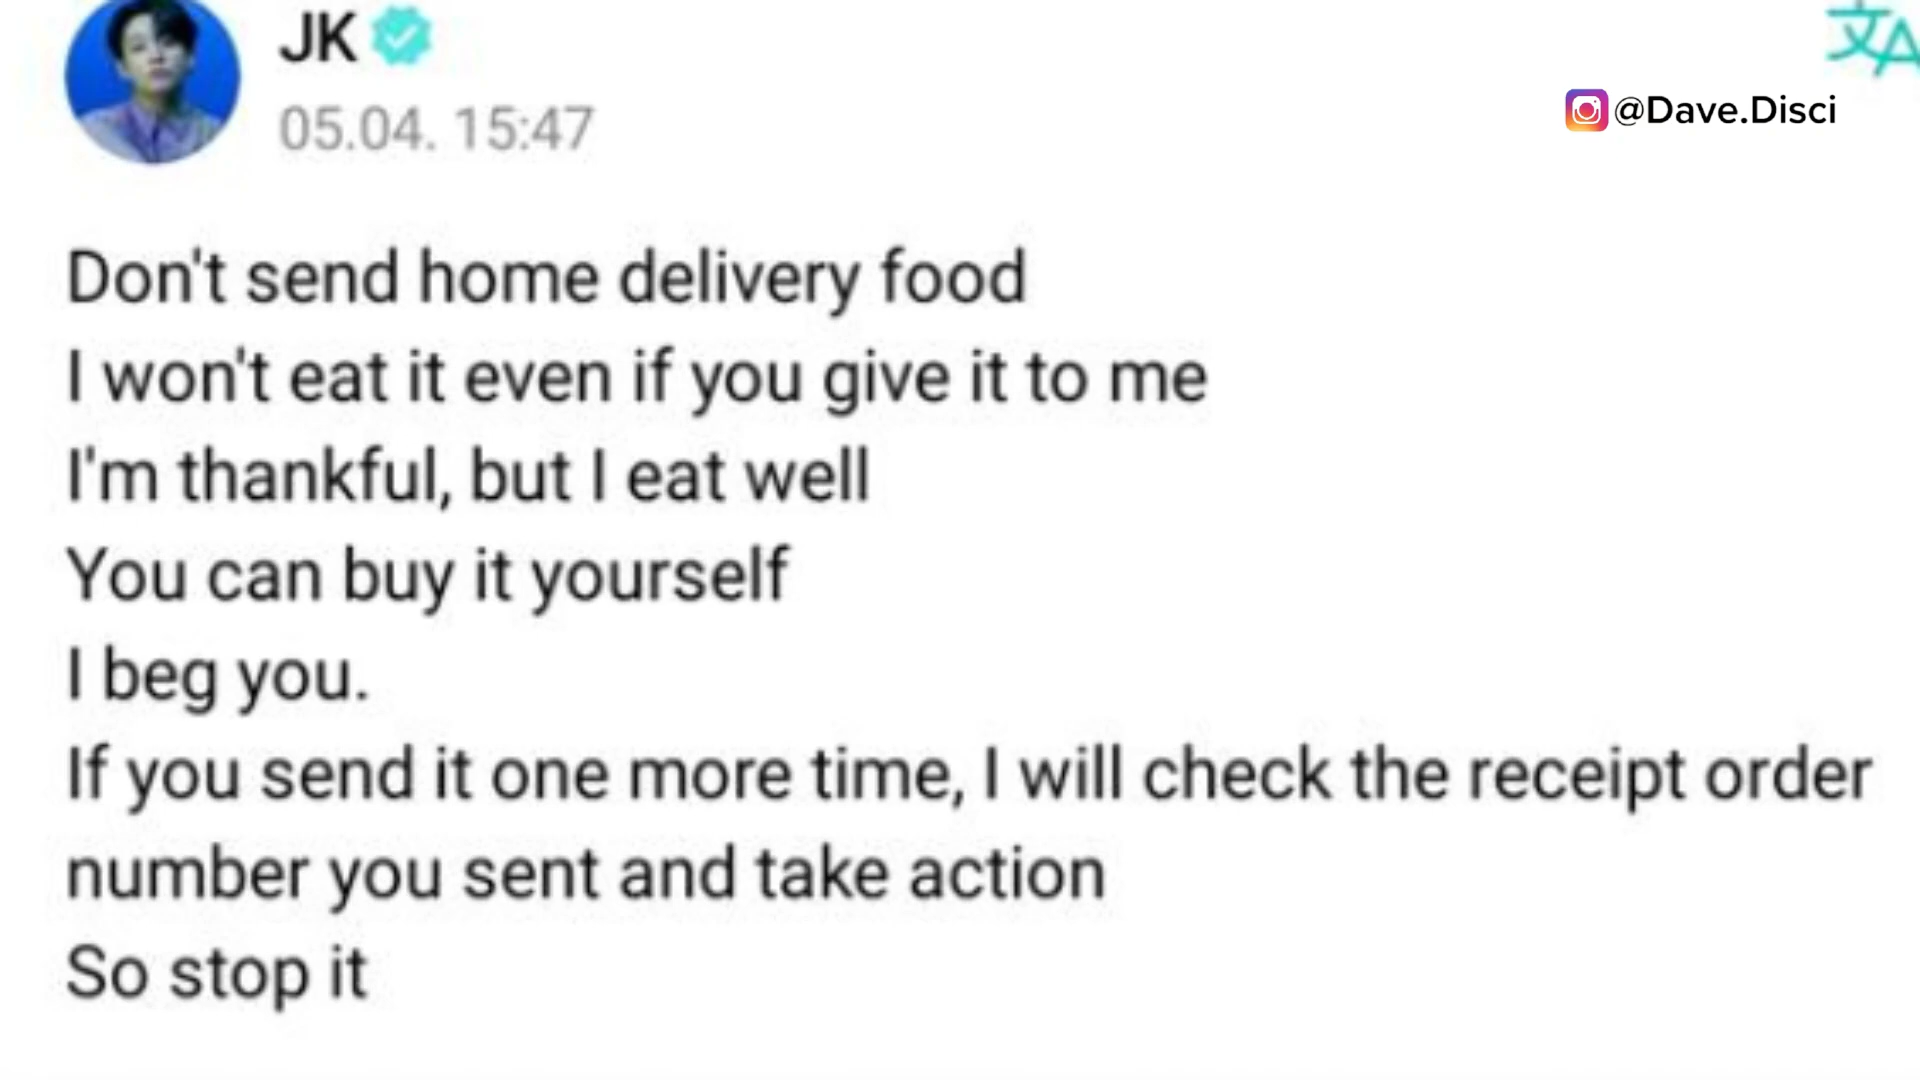 JK
05.04. 15:47
@Dave.Disci
Don't send home delivery food
I won't eat it even if you give it to me
I'm thankful, but I eat well
You can buy it yourself
I beg you.
If you send it one more time, I will check the receipt order
number you sent and take action
So stop it